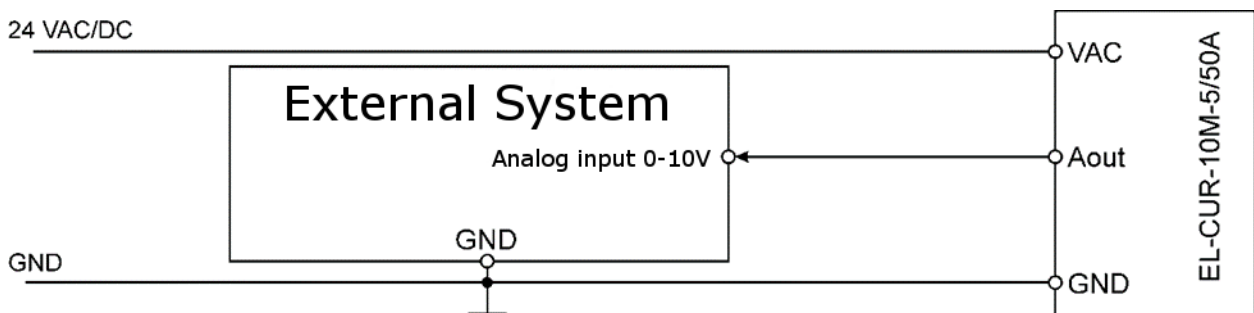 24 VAC/DC
VAC
External System
Analog input 0-10V
Aout
GND
GND
GND
EL-CUR-10M-5/50A